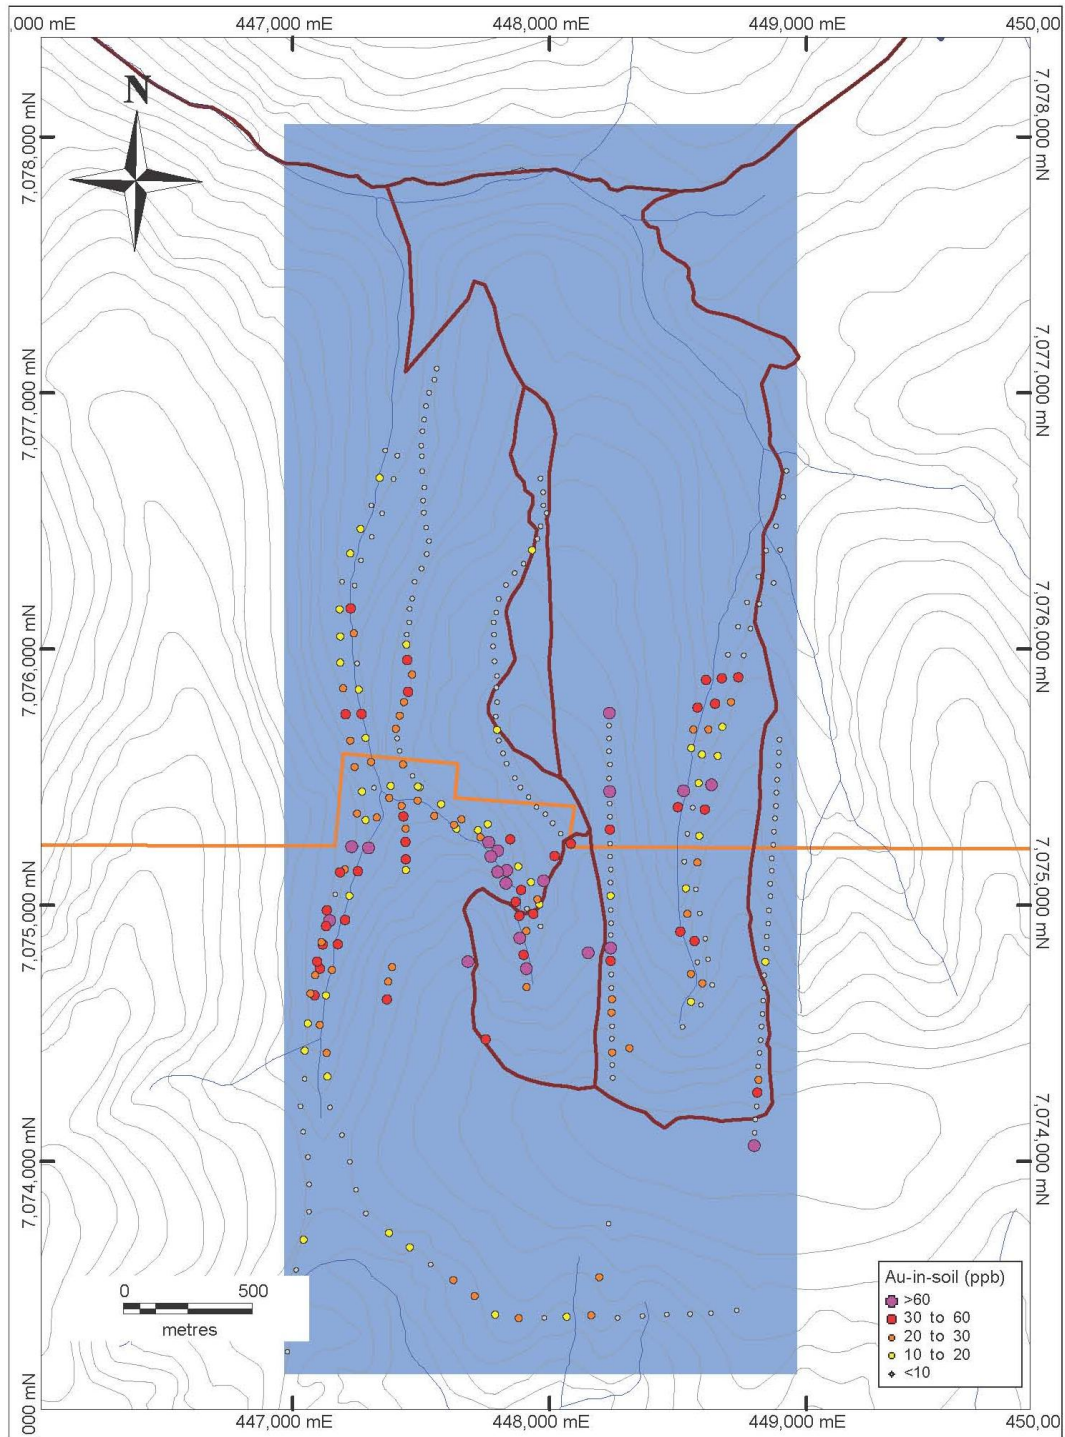 ,000 mE 447,000 mE 448,000 mE 449,000 mE 450,00
N
7,078,000 mN
7,078,000 mN
7,077,000 mN
7,077,000 mN
7,076,000 mN
7,076,000 mN
7,075,000 mN
7,075,000 mN
7,074,000 mN
7,074,000 mN
0 500
metres
Au-in-soil (ppb)
>60
30 to 60
20 to 30
10 to 20
<10
000 mN
447,000 mE 448,000 mE 449,000 mE 450,00